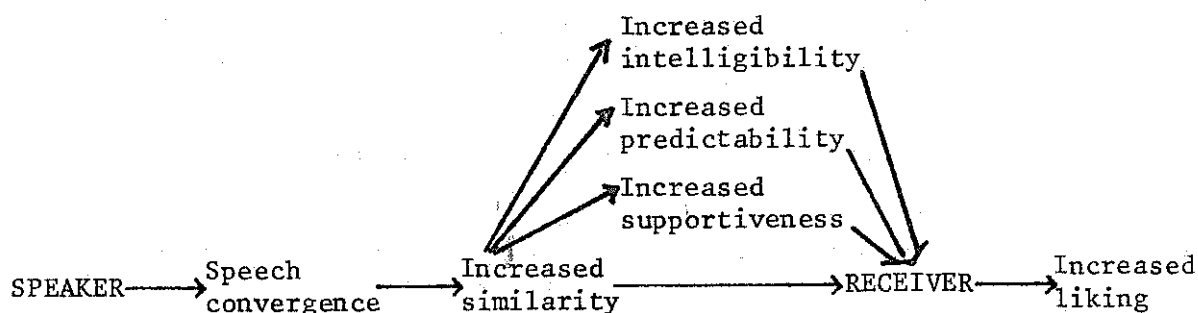 Increased
intelligibility
Increased
predictability
Increased
supportiveness
SPEAKER
Speech
convergence
Increased
similarity
RECEIVER
Increased
liking